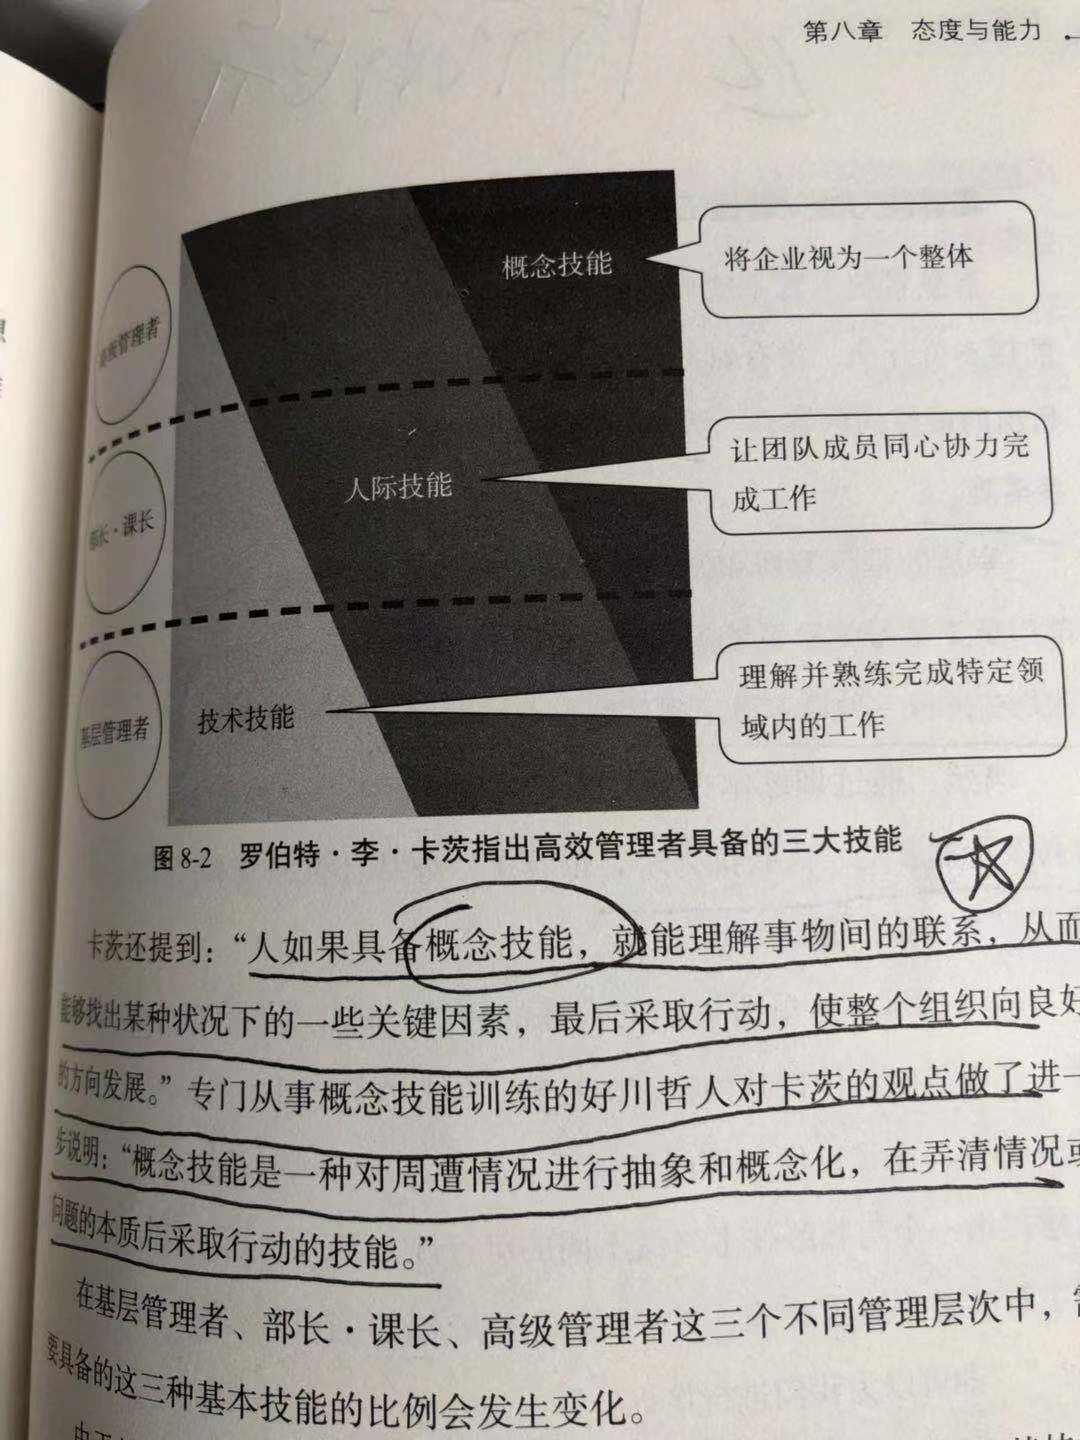 第八章 态度与能力
概念技能
将企业视为一个整体
高级管理者
人际技能
让团队成员同心协力完
成工作
部长·课长
技术技能
理解并熟练完成特定领
域内的工作
基层管理者
图 8-2 罗伯特·李·卡茨指出高效管理者具备的三大技能
卡茨还提到：“人如果具备概念技能，就能理解事物间的联系，从而
能够找出某种状况下的一些关键因素，最后采取行动，使整个组织向良好
的方向发展。”专门从事概念技能训练的好川哲人对卡茨的观点做了进一
步说明：“概念技能是一种对周遭情况进行抽象和概念化，在弄清情况或
问题的本质后采取行动的技能。”
在基层管理者、部长·课长、高级管理者这三个不同管理层次中，需
要具备的这三种基本技能的比例会发生变化。